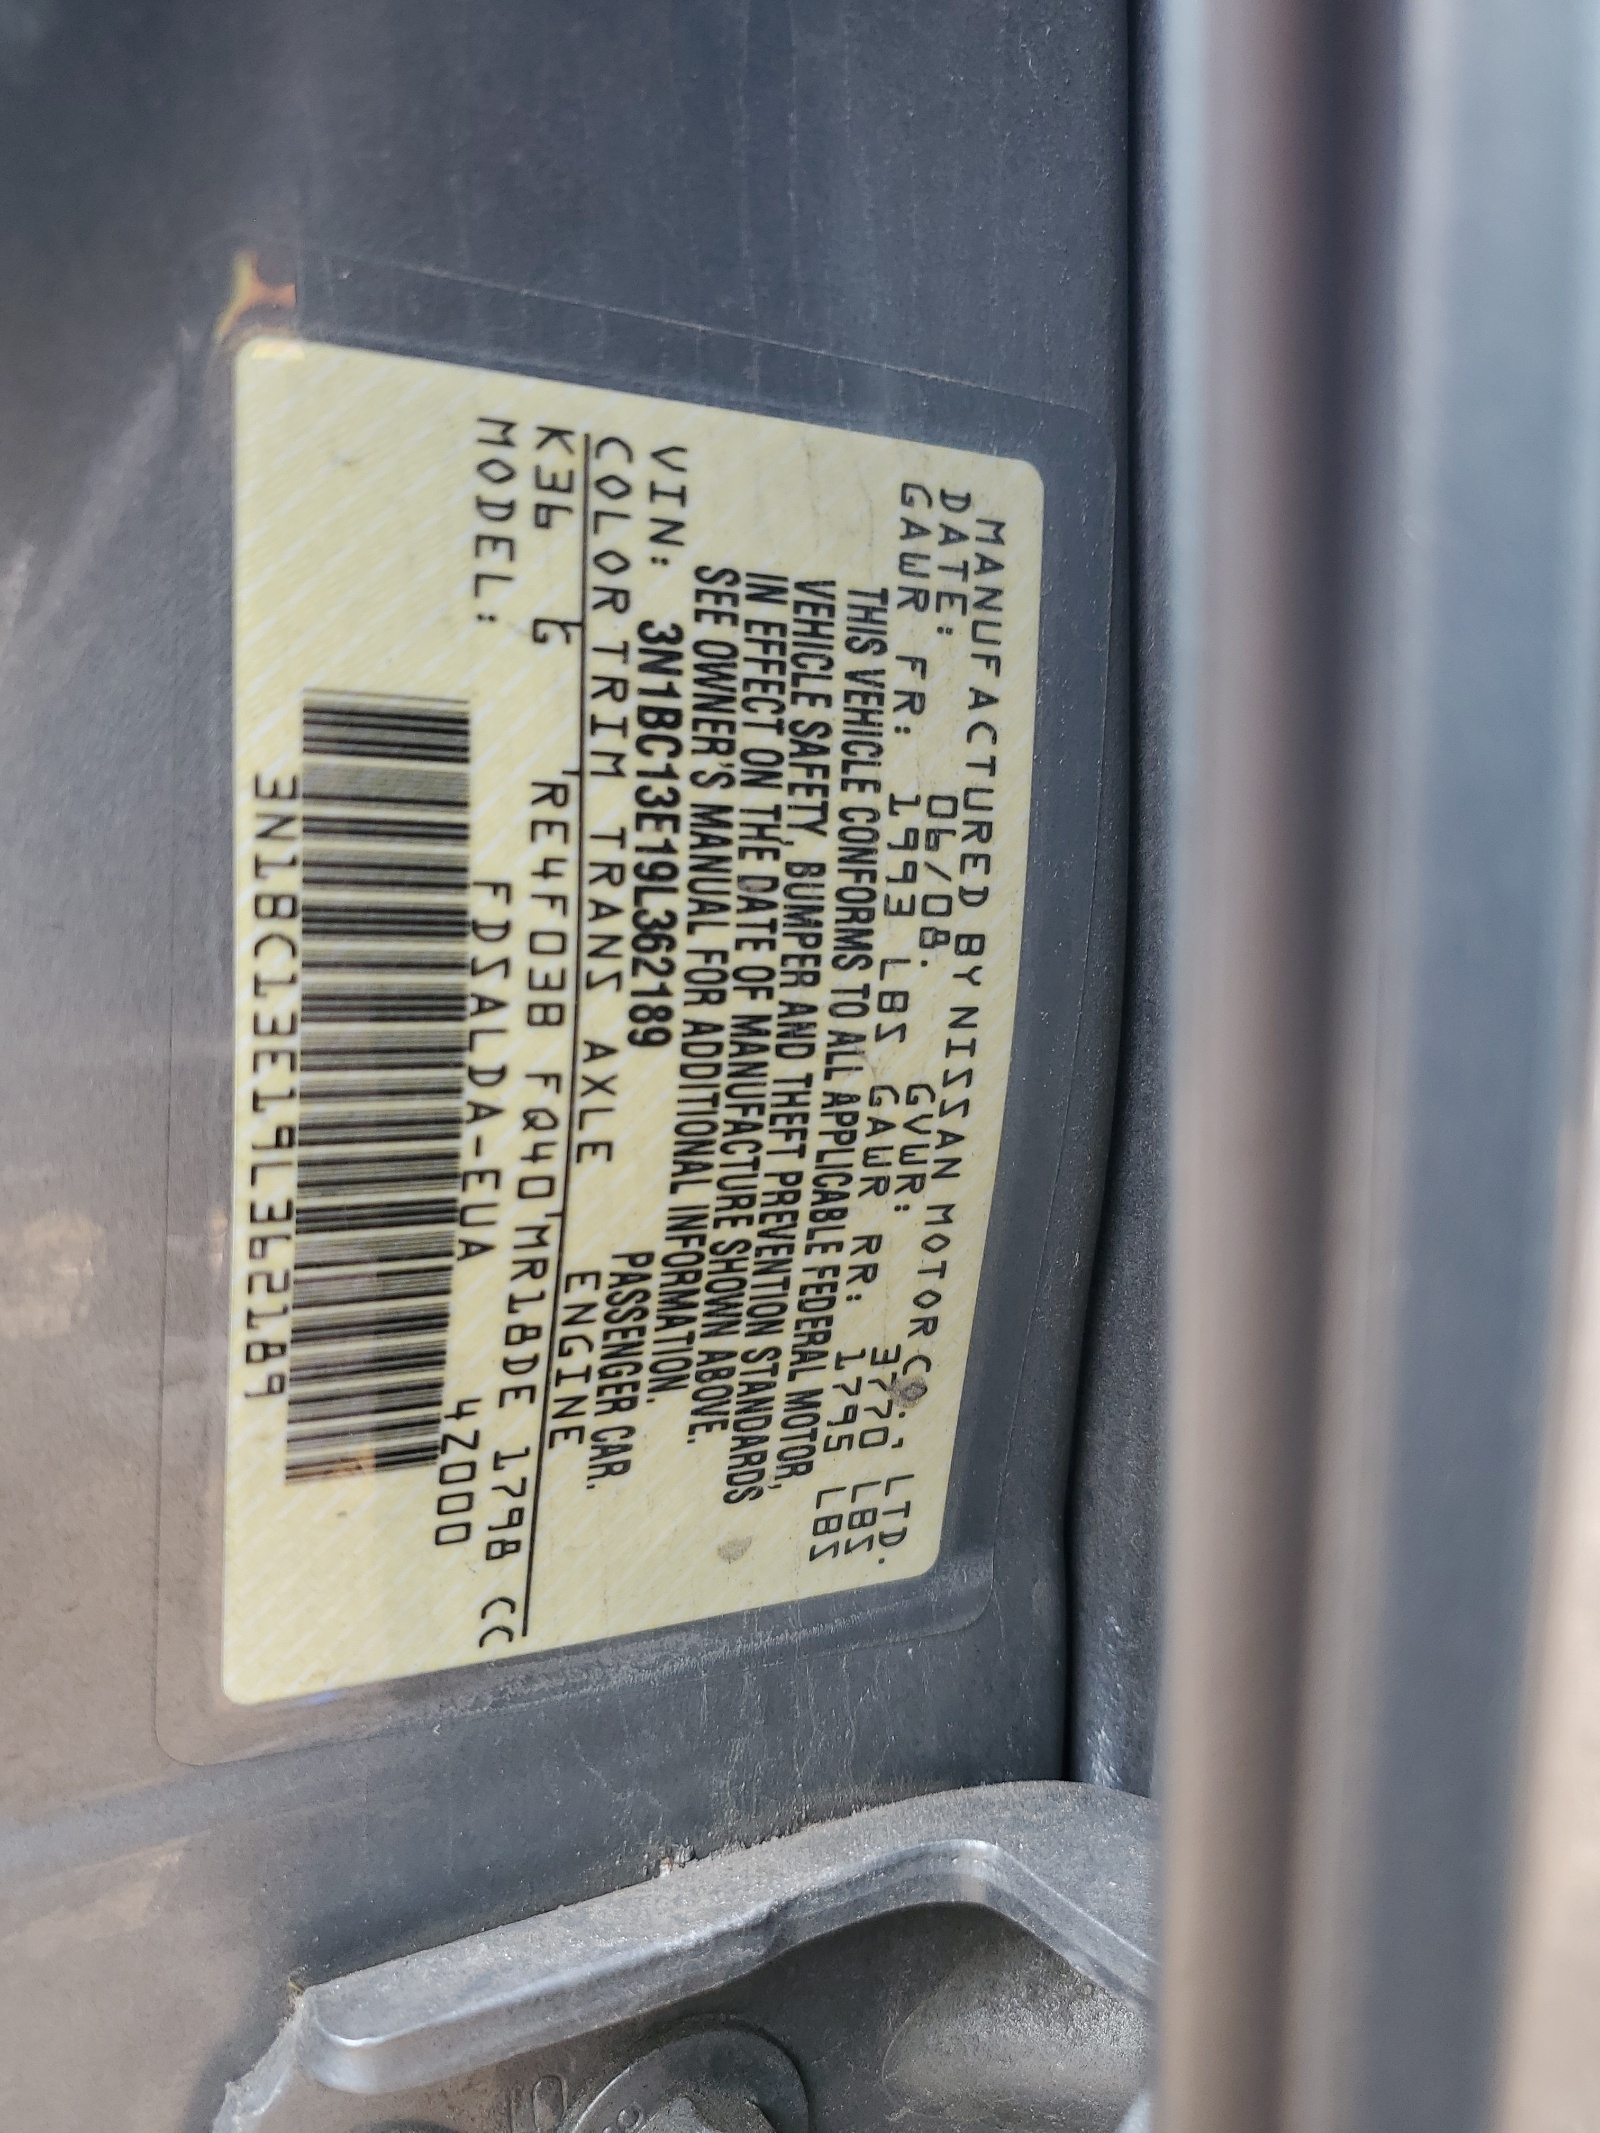 MANUFACTURED BY NISSAN MOTOR CO., LTD.
DATE: 06/08. GVWR: 3770 LBS.
GAWR FR: 1993 LBS GAWR RR: 1795 LBS
THIS VEHICLE CONFORMS TO ALL APPLICABLE FEDERAL MOTOR
VEHICLE SAFETY, BUMPER AND THEFT PREVENTION STANDARDS
IN EFFECT ON THE DATE OF MANUFACTURE SHOWN ABOVE.
SEE OWNER'S MANUAL FOR ADDITIONAL INFORMATION.
VIN: 3N1BC13E19L362189 PASSENGER CAR.
COLOR TRIM TRANS AXLE ENGINE
K36 G RE4F03B FQ40 MR18DE 1798 CC
MODEL: FDSALDA-EUA 4Z000
3N1BC13E19L362189